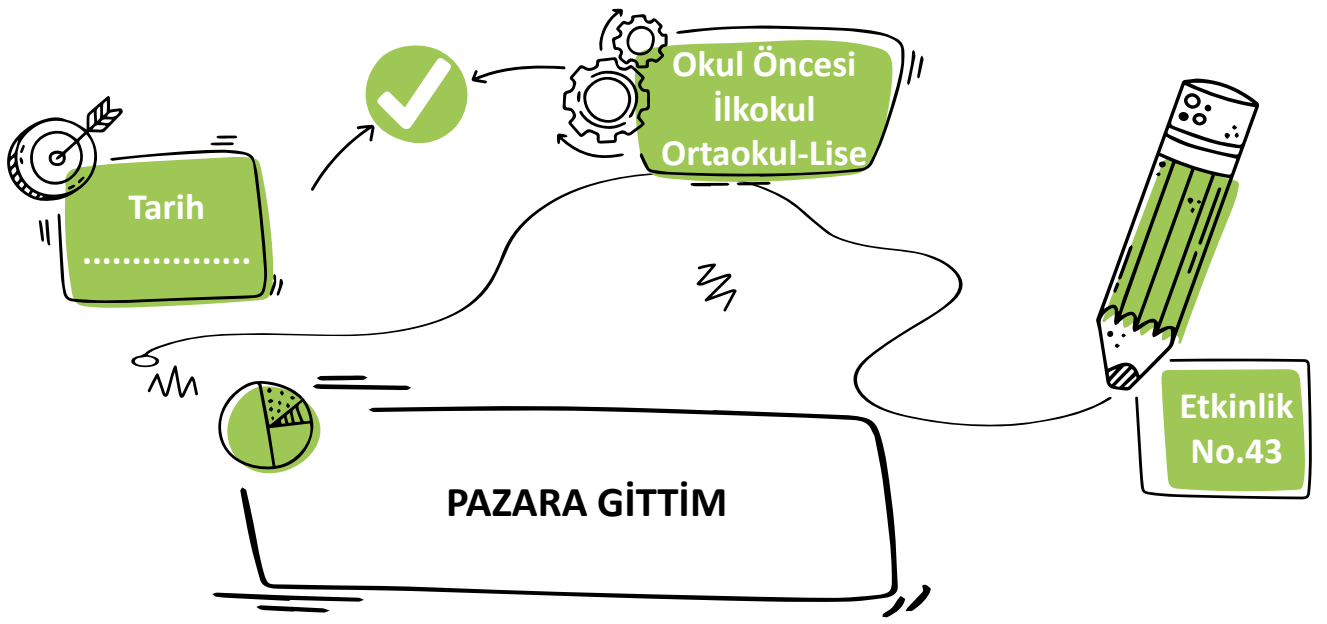 Okul Öncesi
İlkokul
Ortaokul-Lise
Tarih
.................
Etkinlik
No.43
PAZARA GİTTİM